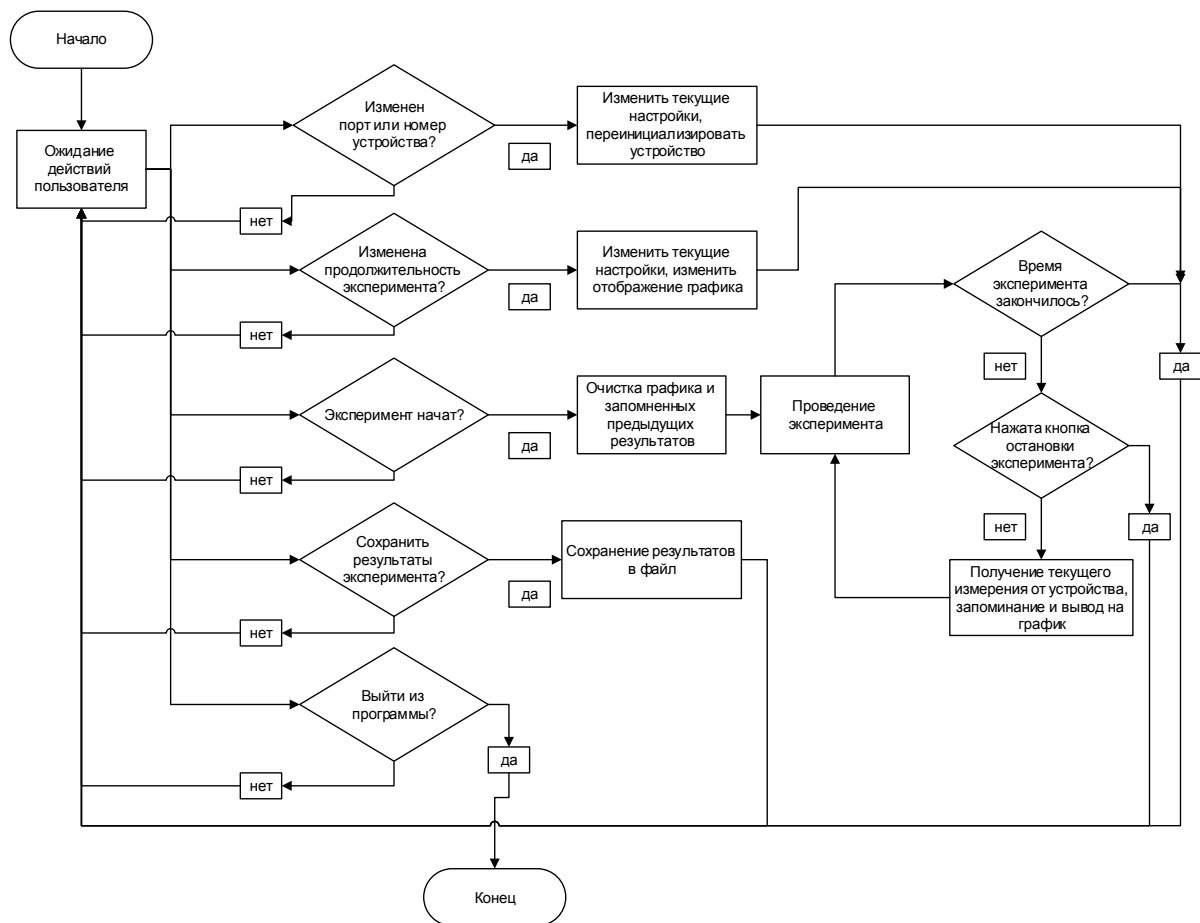 Начало
Ожидание
действий
пользователя
Изменен
порт или номер
устройства?
да
Изменить текущие
настройки,
переинициализировать
устройство
нет
Изменена
продолжительность
эксперимента?
да
Изменить текущие
настройки, изменить
отображение графика
Время
эксперимента
закончилось?
нет
нет
да
Эксперимент начат?
да
Очистка графика и
запомненных
предыдущих
результатов
Проведение
эксперимента
Нажата кнопка
остановки
эксперимента?
нет
нет
да
Сохранить
результаты
эксперимента?
да
Сохранение результатов
в файл
Получение текущего
измерения от устройства,
запоминание и вывод на
график
нет
Выйти из
программы?
да
нет
Конец